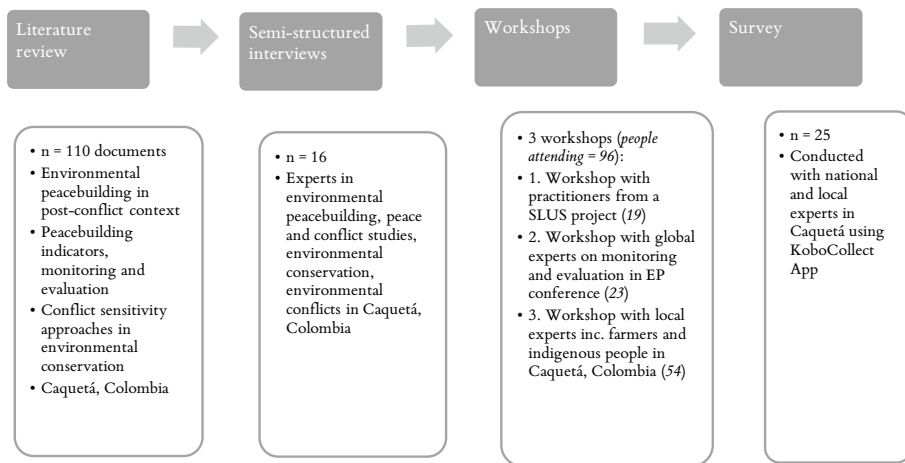 Literature
review
Semi-structured
interviews
Workshops
Survey
• n = 110 documents
• Environmental
peacebuilding in
post-conflict context
• Peacebuilding
indicators,
monitoring and
evaluation
• Conflict sensitivity
approaches in
environmental
conservation
• Caquetá, Colombia
• n = 16
• Experts in
environmental
peacebuilding, peace
and conflict studies,
environmental
conservation,
environmental
conflicts in Caquetá,
Colombia
• 3 workshops (people
attending = 96):
• 1. Workshop with
practitioners from a
SLUS project (19)
• 2. Workshop with global
experts on monitoring
and evaluation in EP
conference (23)
• 3. Workshop with local
experts inc. farmers and
indigenous people in
Caquetá, Colombia (54)
• n = 25
• Conducted
with national
and local
experts in
Caquetá using
KoboCollect
App